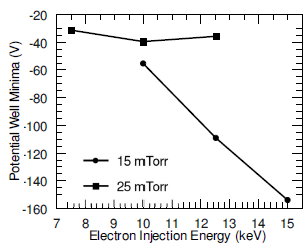 -20
-40
-60
-80
-100
-120
-140
-160
Potential Well Minima (V)
15 mTorr
25 mTorr
7 8 9 10 11 12 13 14 15
Electron Injection Energy (keV)